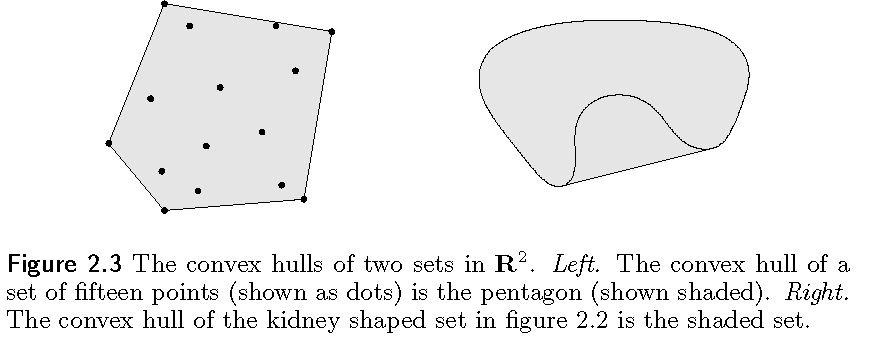 Figure 2.3 The convex hulls of two sets in R². Left. The convex hull of a
set of fifteen points (shown as dots) is the pentagon (shown shaded). Right.
The convex hull of the kidney shaped set in figure 2.2 is the shaded set.